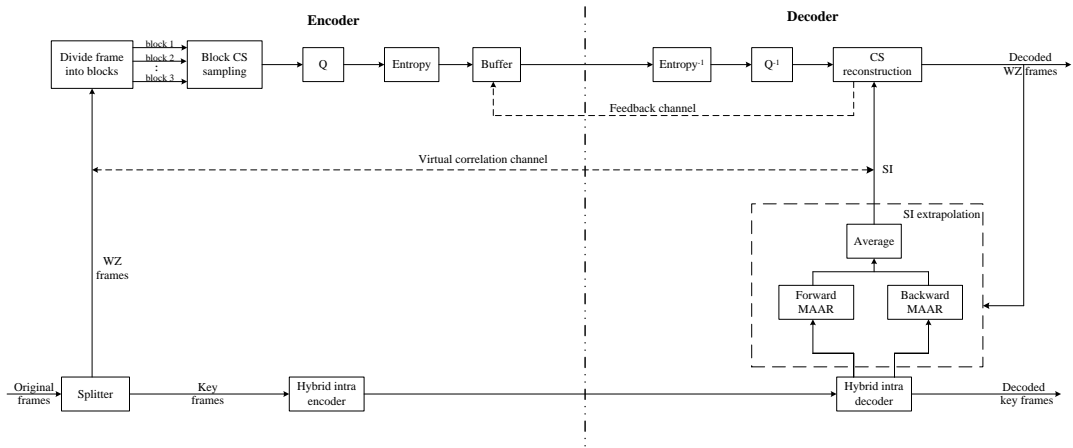 Encoder
Decoder
Divide frame
into blocks
block 1
block 2
:
block 3
Block CS
sampling
Q
Entropy
Buffer
Entropy-1
Q-1
CS
reconstruction
Decoded
WZ frames
Feedback channel
Virtual correlation channel
SI
SI extrapolation
Average
WZ
frames
Forward
MAAR
Backward
MAAR
Original
frames
Splitter
Key
frames
Hybrid intra
encoder
Hybrid intra
decoder
Decoded
key frames